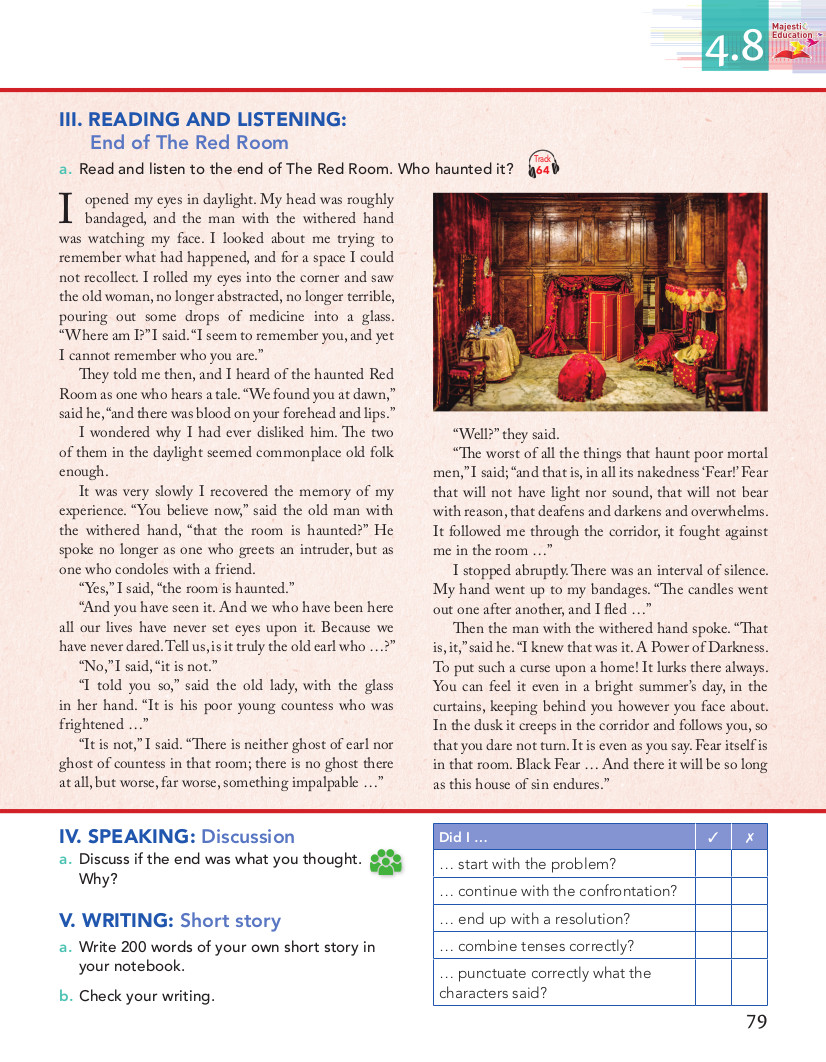 4.8
Majesti
Education
III. READING AND LISTENING:
End of The Red Room
a. Read and listen to the end of The Red Room. Who haunted it?
Track
64
I opened my eyes in daylight. My head was roughly
bandaged, and the man with the withered hand
was watching my face. I looked about me trying to
remember what had happened, and for a space I could
not recollect. I rolled my eyes into the corner and saw
the old woman, no longer abstracted, no longer terrible,
pouring out some drops of medicine into a glass.
“Where am I?” I said. “I seem to remember you, and yet
I cannot remember who you are.”
They told me then, and I heard of the haunted Red
Room as one who hears a tale. “We found you at dawn,”
said he, “and there was blood on your forehead and lips.”
I wondered why I had ever disliked him. The two
of them in the daylight seemed commonplace old folk
enough.
It was very slowly I recovered the memory of my
experience. “You believe now,” said the old man with
the withered hand, “that the room is haunted?” He
spoke no longer as one who greets an intruder, but as
one who condoles with a friend.
“Yes,” I said, “the room is haunted.”
“And you have seen it. And we who have been here
all our lives have never set eyes upon it. Because we
have never dared. Tell us, is it truly the old earl who …?”
“No,” I said, “it is not.”
“I told you so,” said the old lady, with the glass
in her hand. “It is his poor young countess who was
frightened …”
“It is not,” I said. “There is neither ghost of earl nor
ghost of countess in that room; there is no ghost there
at all, but worse, far worse, something impalpable …”
“Well?” they said.
“The worst of all the things that haunt poor mortal
men,” I said; “and that is, in all its nakedness ‘Fear!’ Fear
that will not have light nor sound, that will not bear
with reason, that deafens and darkens and overwhelms.
It followed me through the corridor, it fought against
me in the room …”
I stopped abruptly. There was an interval of silence.
My hand went up to my bandages. “The candles went
out one after another, and I fled …”
Then the man with the withered hand spoke. “That
is, it,” said he. “I knew that was it. A Power of Darkness.
To put such a curse upon a home! It lurks there always.
You can feel it even in a bright summer’s day, in the
curtains, keeping behind you however you face about.
In the dusk it creeps in the corridor and follows you, so
that you dare not turn. It is even as you say. Fear itself is
in that room. Black Fear … And there it will be so long
as this house of sin endures.”
IV. SPEAKING: Discussion
a. Discuss if the end was what you thought.
Why?
V. WRITING: Short story
a. Write 200 words of your own short story in
your notebook.
b. Check your writing.
Did I … ✓ ✗
… start with the problem?
… continue with the confrontation?
… end up with a resolution?
… combine tenses correctly?
… punctuate correctly what the
characters said?
79